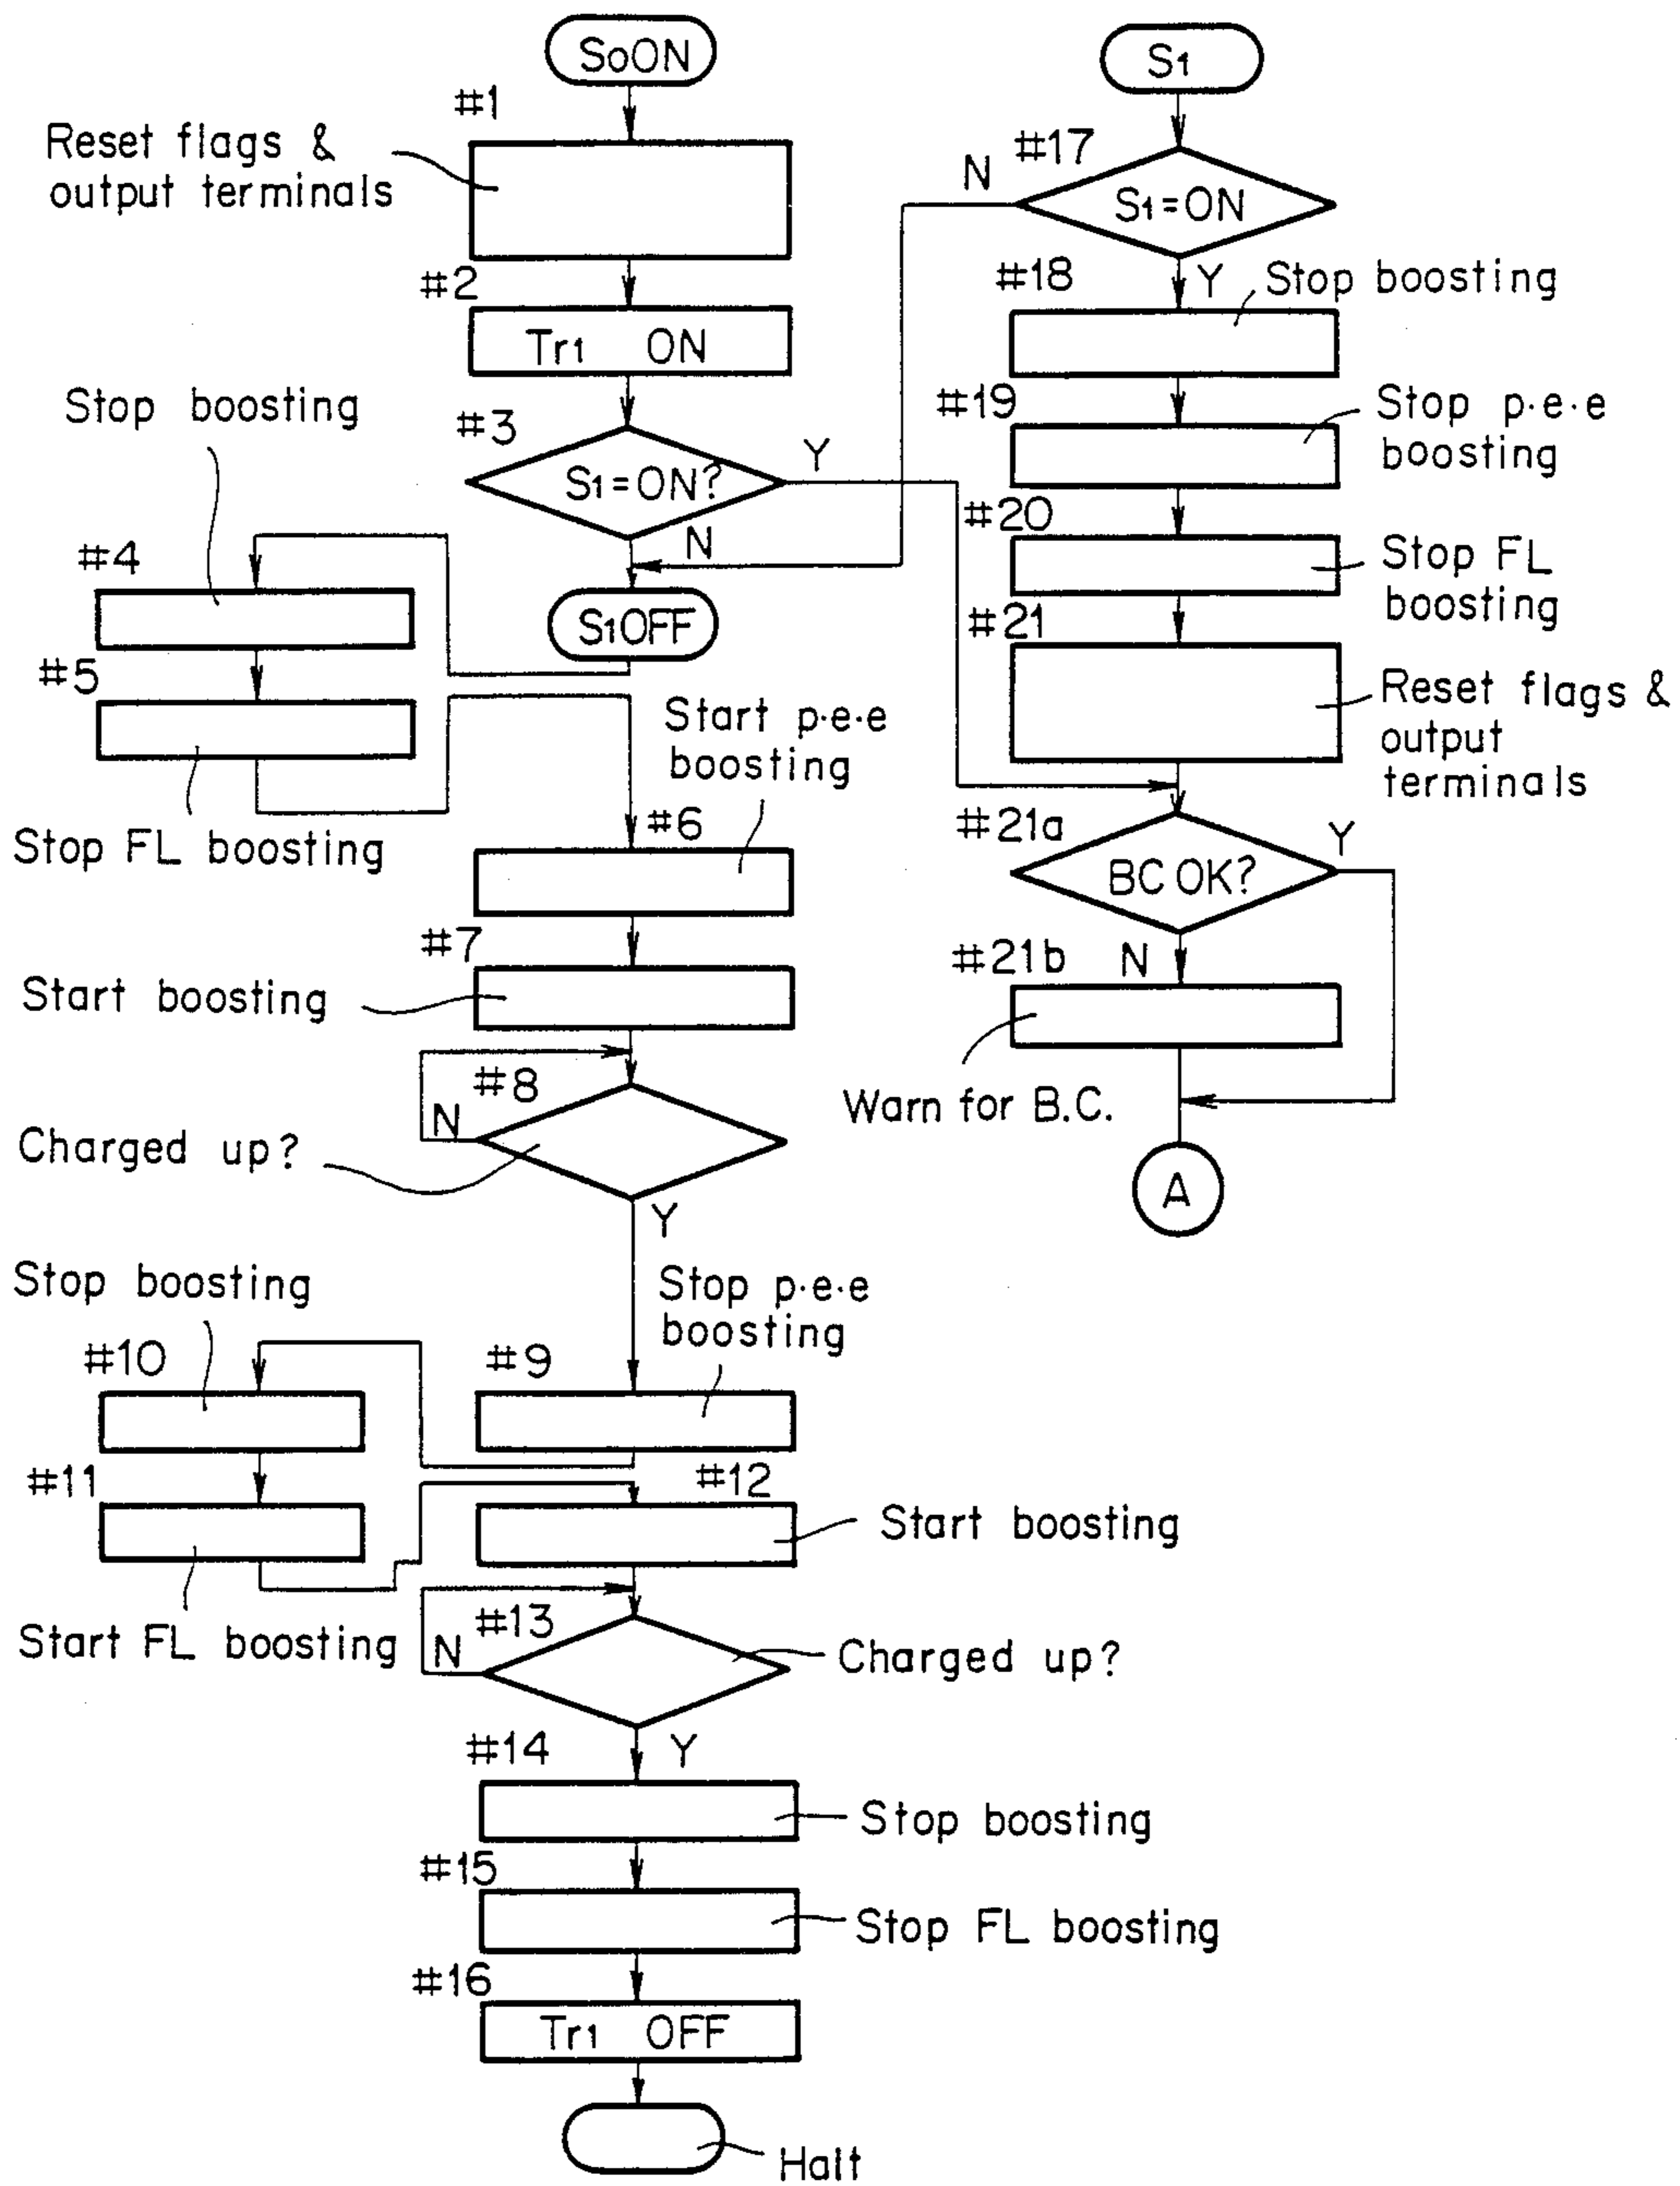 SoON
#1
Reset flags &
output terminals
#2
Tr1 ON
#3
S1=ON?
Y
N
S1OFF
Stop boosting
#4
#5
Stop FL boosting
Start p·e·e
boosting
#6
#7
Start boosting
#8
N
Charged up?
Y
Stop p·e·e
boosting
#9
Stop boosting
#10
#11
Start FL boosting
#12
Start boosting
#13
N
Charged up?
Y
#14
Stop boosting
#15
Stop FL boosting
#16
Tr1 OFF
Halt
S1
#17
N
S1=ON
Y
#18
Stop boosting
#19
Stop p·e·e
boosting
#20
Stop FL
boosting
#21
Reset flags &
output
terminals
#21a
BC OK?
Y
N
#21b
Warn for B.C.
A